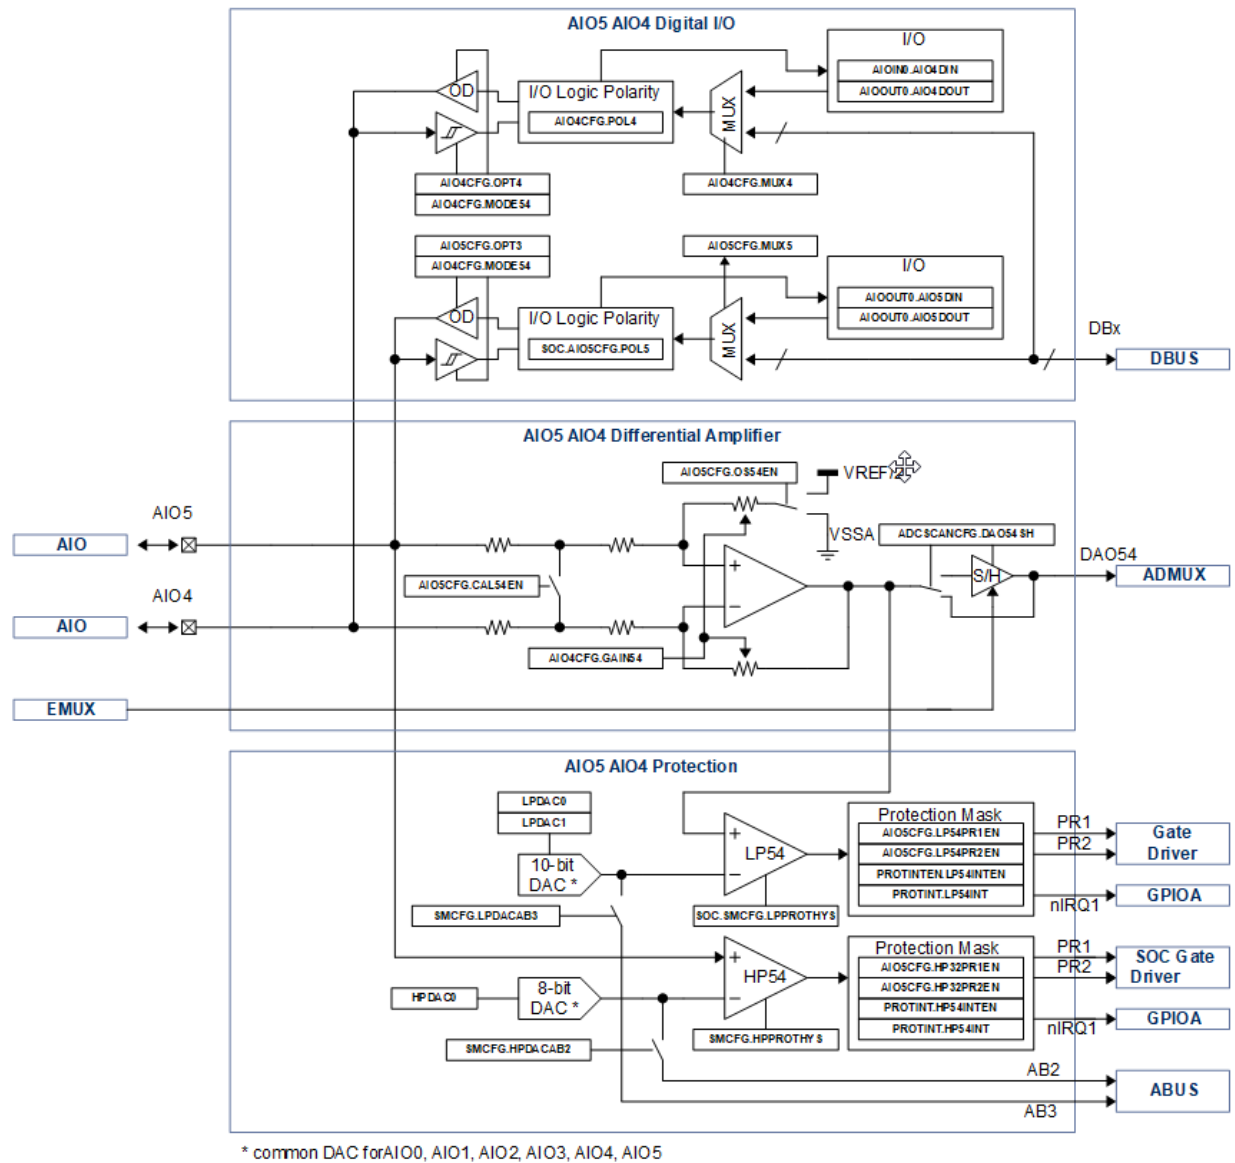 AIO5 AIO4 Digital I/O
I/O
AIOIN0.AIO4DIN
AIOOUT0.AIO4DOUT
OD
I/O Logic Polarity
AIO4CFG.POL4
MUX
AIO4CFG.OPT4
AIO4CFG.MODE54
AIO4CFG.MUX4
AIO5CFG.OPT3
AIO4CFG.MODE54
AIO5CFG.MUX5
I/O
AIOOUT0.AIO5DIN
AIOOUT0.AIO5DOUT
OD
I/O Logic Polarity
SOC.AIO5CFG.POL5
MUX
DBx
DBUS
AIO5 AIO4 Differential Amplifier
AIO5CFG.OS54EN
VREF/2
AIO5
VSSA
ADCSCANCFG.DAO54SH
AIO
DAO54
S/H
ADMUX
AIO5CFG.CAL54EN
AIO4
AIO
AIO4CFG.GAIN54
EMUX
AIO5 AIO4 Protection
LPDAC0
LPDAC1
10-bit
DAC *
LP54
Protection Mask
AIO5CFG.LP54PR1EN
AIO5CFG.LP54PR2EN
PROTINTEN.LP54INTEN
PROTINT.LP54INT
PR1
PR2
Gate
Driver
nIRQ1
GPIOA
SMCFG.LPDACAB3
SOC.SMCFG.LPPROTHYS
HPDAC0
8-bit
DAC *
HP54
Protection Mask
AIO5CFG.HP32PR1EN
AIO5CFG.HP32PR2EN
PROTINT.HP54INTEN
PROTINT.HP54INT
PR1
PR2
SOC Gate
Driver
nIRQ1
GPIOA
SMCFG.HPDACAB2
SMCFG.HPPROTHYS
AB2
AB3
ABUS
* common DAC forAIO0, AIO1, AIO2, AIO3, AIO4, AIO5